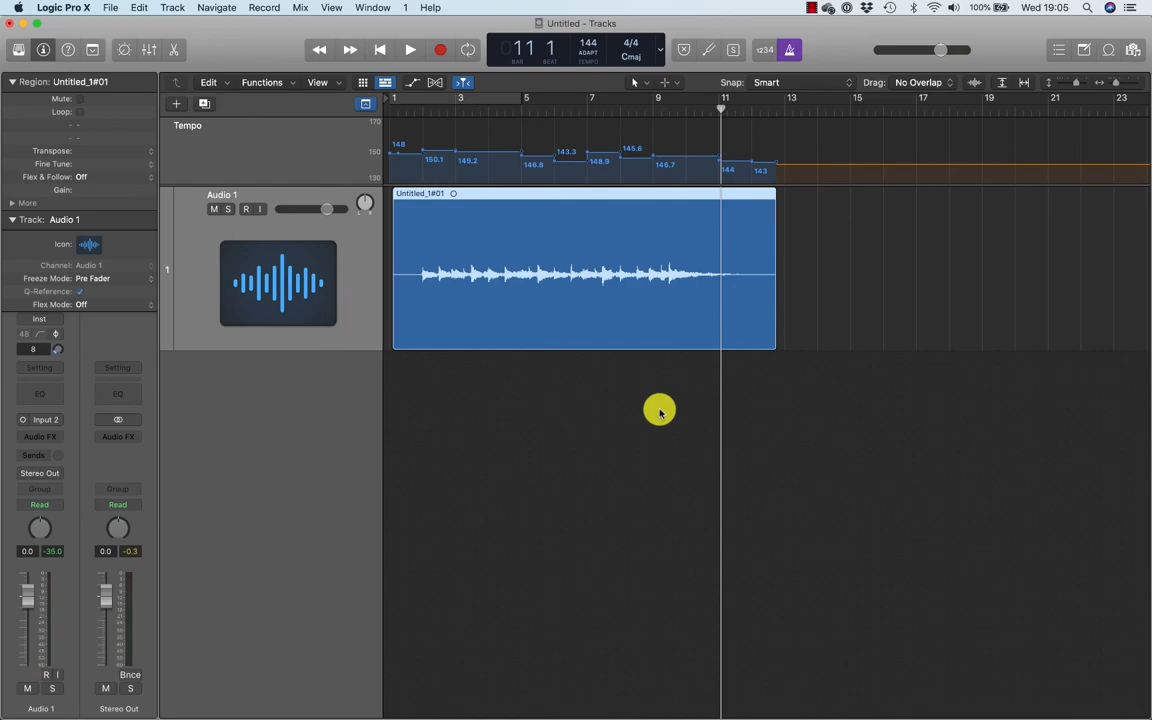 Logic Pro X File Edit Track Navigate Record Mix View Window 1 Help 100% Wed 19:05
Untitled - Tracks
011 1
BAR BEAT
144
ADAPT
TEMPO
4/4
Cmaj
1234
Region: Untitled_1#01
Mute:
Loop:
Transpose:
Fine Tune:
Flex & Follow: Off
Gain:
More
Track: Audio 1
Icon:
Channel: Audio 1
Freeze Mode: Pre Fader
Q-Reference:
Flex Mode: Off
Edit Functions View Snap: Smart Drag: No Overlap
1 3 5 7 9 11 13 15 17 19 21 23
Tempo
170
150
130
148 150.1 149.2 146.8 143.3 148.9 145.6 146.7 144 143
1
Audio 1
M S R I
L R
Untitled_1#01
Inst
48
8
Setting Setting
EQ EQ
Input 2
Audio FX Audio FX
Sends
Stereo Out
Group Group
Read Read
0.0 -35.0 0.0 -0.3
R I Bnce
M S M S
Audio 1 Stereo Out